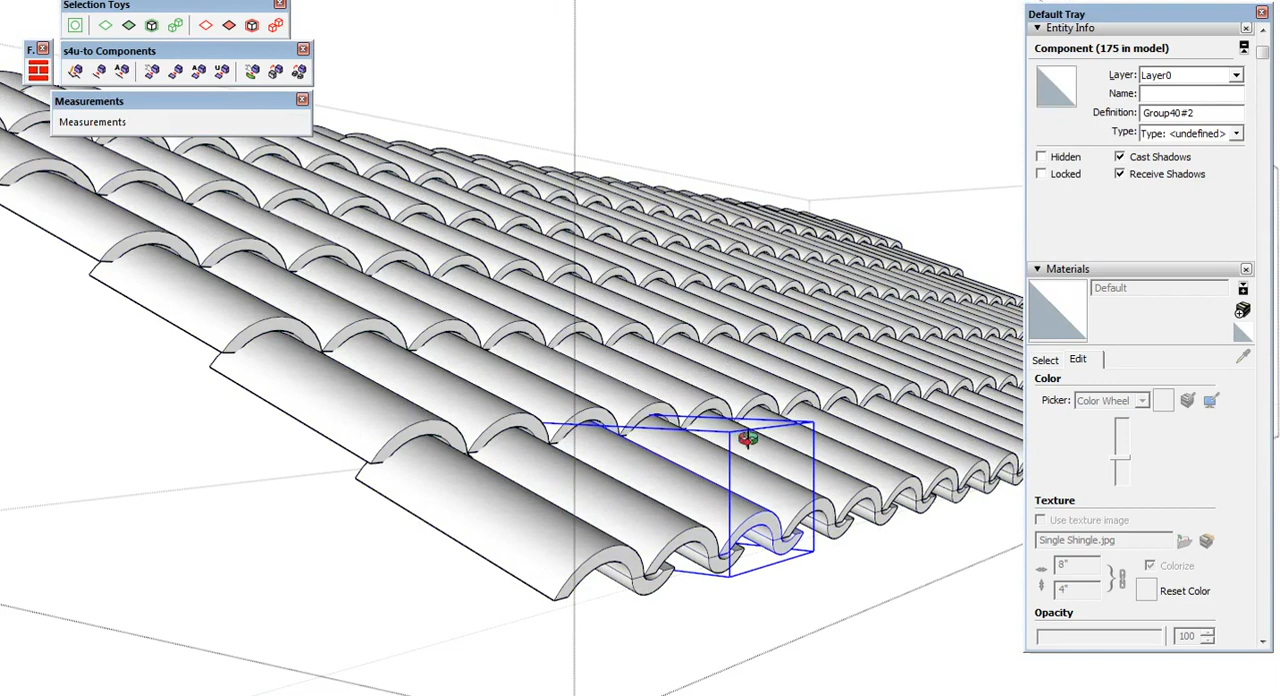 Selection Toys
F.
s4u-to Components
Measurements
Measurements
Default Tray
Entity Info
Component (175 in model)
Layer: Layer0
Name:
Definition: Group40#2
Type: Type: <undefined>
Hidden
Cast Shadows
Locked
Receive Shadows
Materials
Default
Select Edit
Color
Picker: Color Wheel
Texture
Use texture image
Single Shingle.jpg
8"
Colorize
4"
Reset Color
Opacity
100